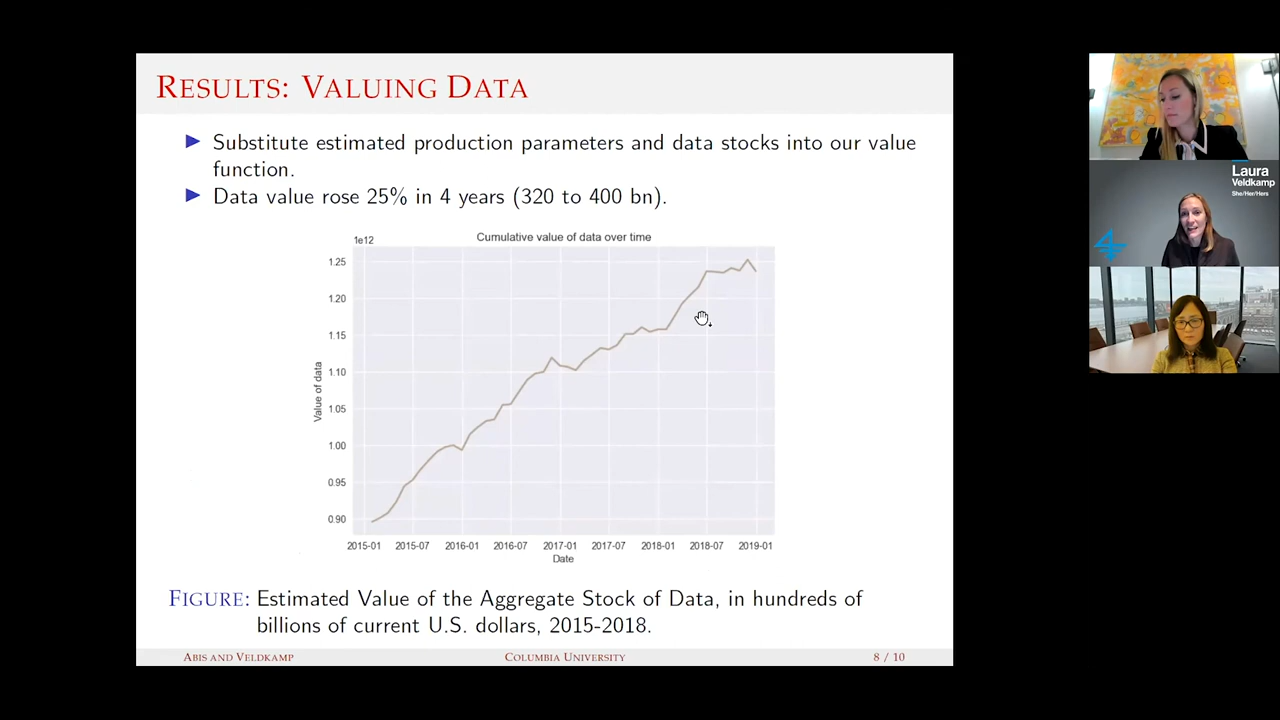 RESULTS: VALUING DATA
Substitute estimated production parameters and data stocks into our value
function.
Data value rose 25% in 4 years (320 to 400 bn).
1e12
Cumulative value of data over time
1.25
1.20
1.15
1.10
1.05
1.00
0.95
0.90
Value of data
2015-01 2015-07 2016-01 2016-07 2017-01 2017-07 2018-01 2018-07 2019-01
Date
FIGURE: Estimated Value of the Aggregate Stock of Data, in hundreds of
billions of current U.S. dollars, 2015-2018.
ABIS AND VELDKAMP COLUMBIA UNIVERSITY 8 / 10
Laura
Veldkamp
She/Her/Hers